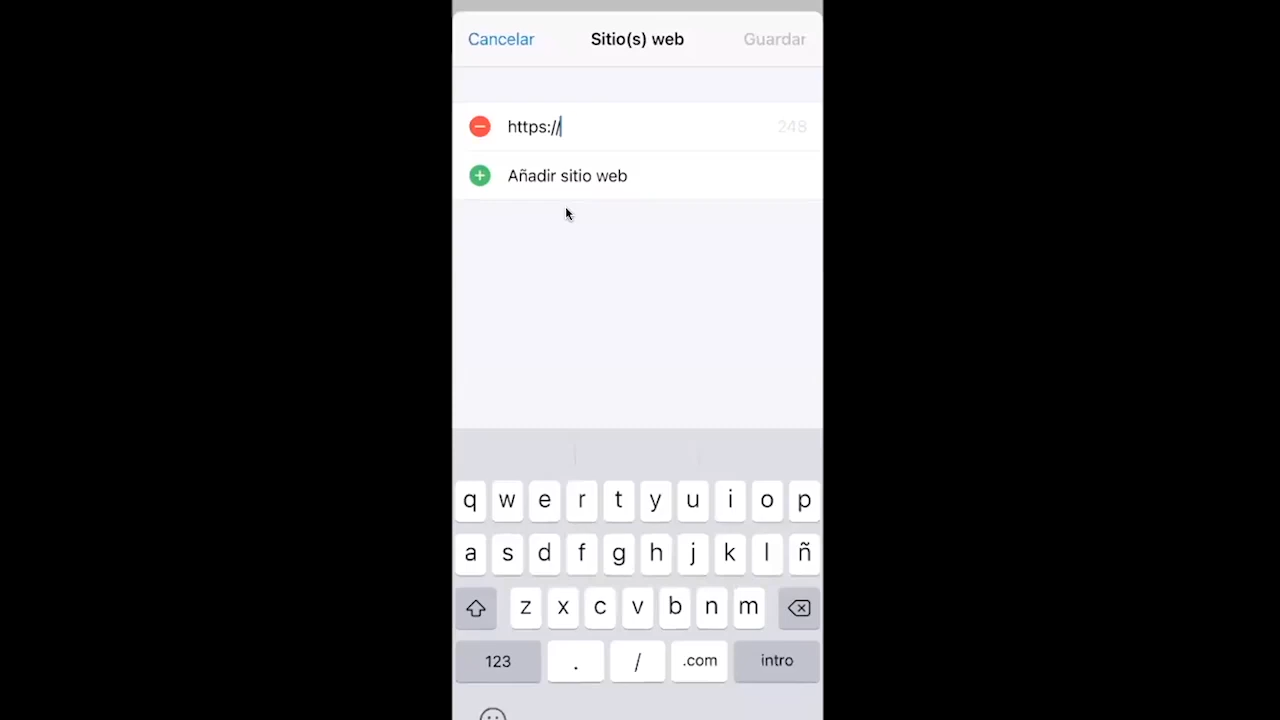 Cancelar Sitio(s) web Guardar
https:// 248
Añadir sitio web
q w e r t y u i o p
a s d f g h j k l ñ
z x c v b n m
123 . / .com intro